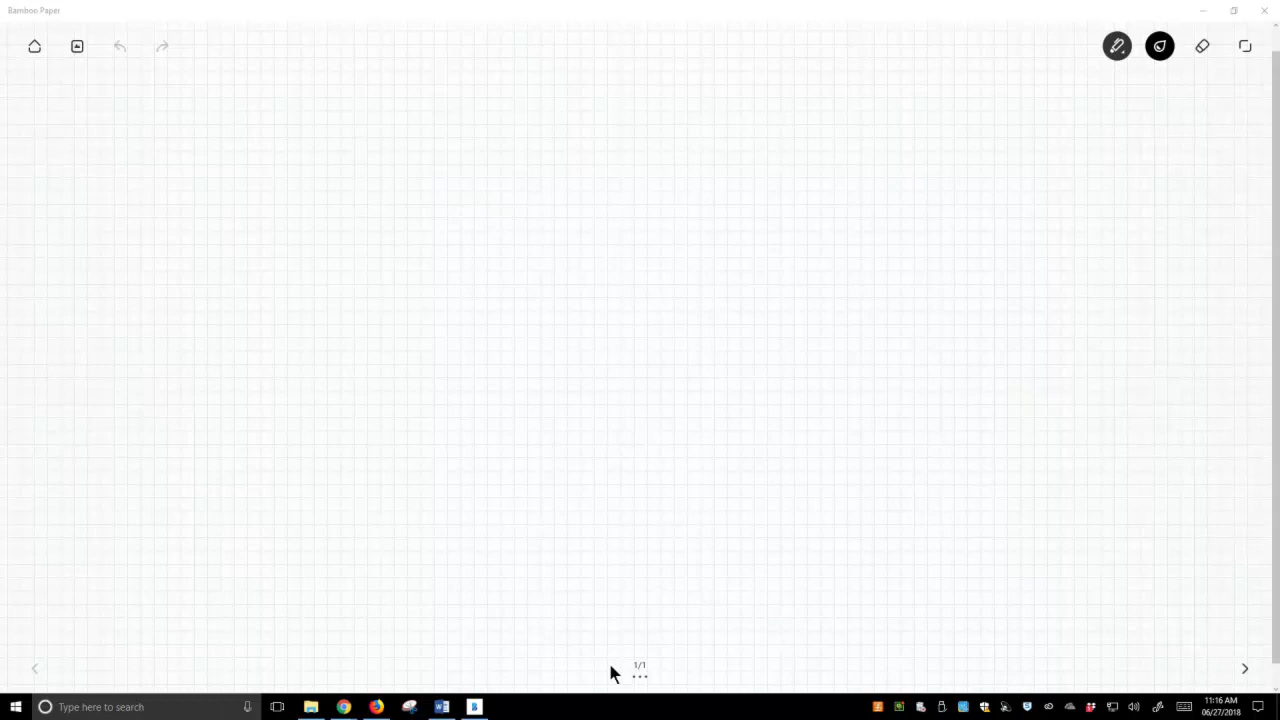 Bamboo Paper
1/1
Type here to search
11:16 AM
06/27/2018